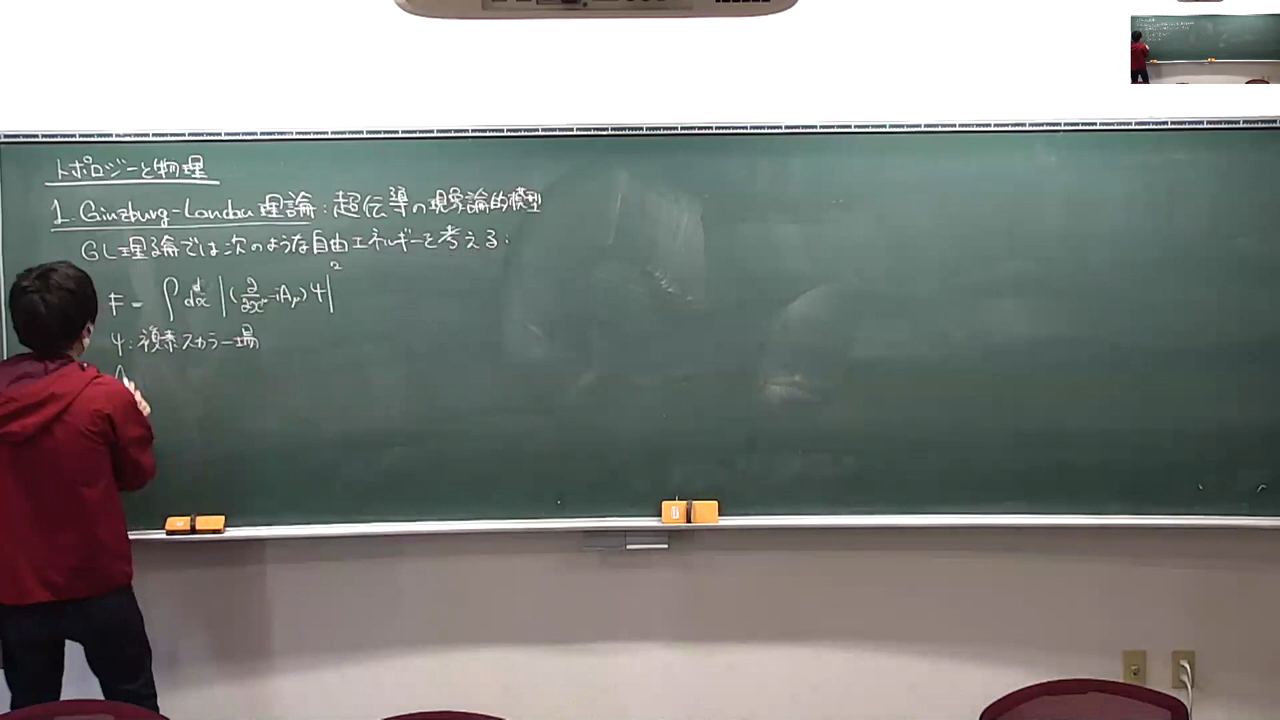 トポロジーと物理
1. Ginzburg-Landau 理論：超伝導の現象論的模型
GL理論では次のような自由エネルギーを考える：
F = ∫ d^d x |(∂/∂x^μ - iA_μ)ψ|^2
ψ：複素スカラー場
A